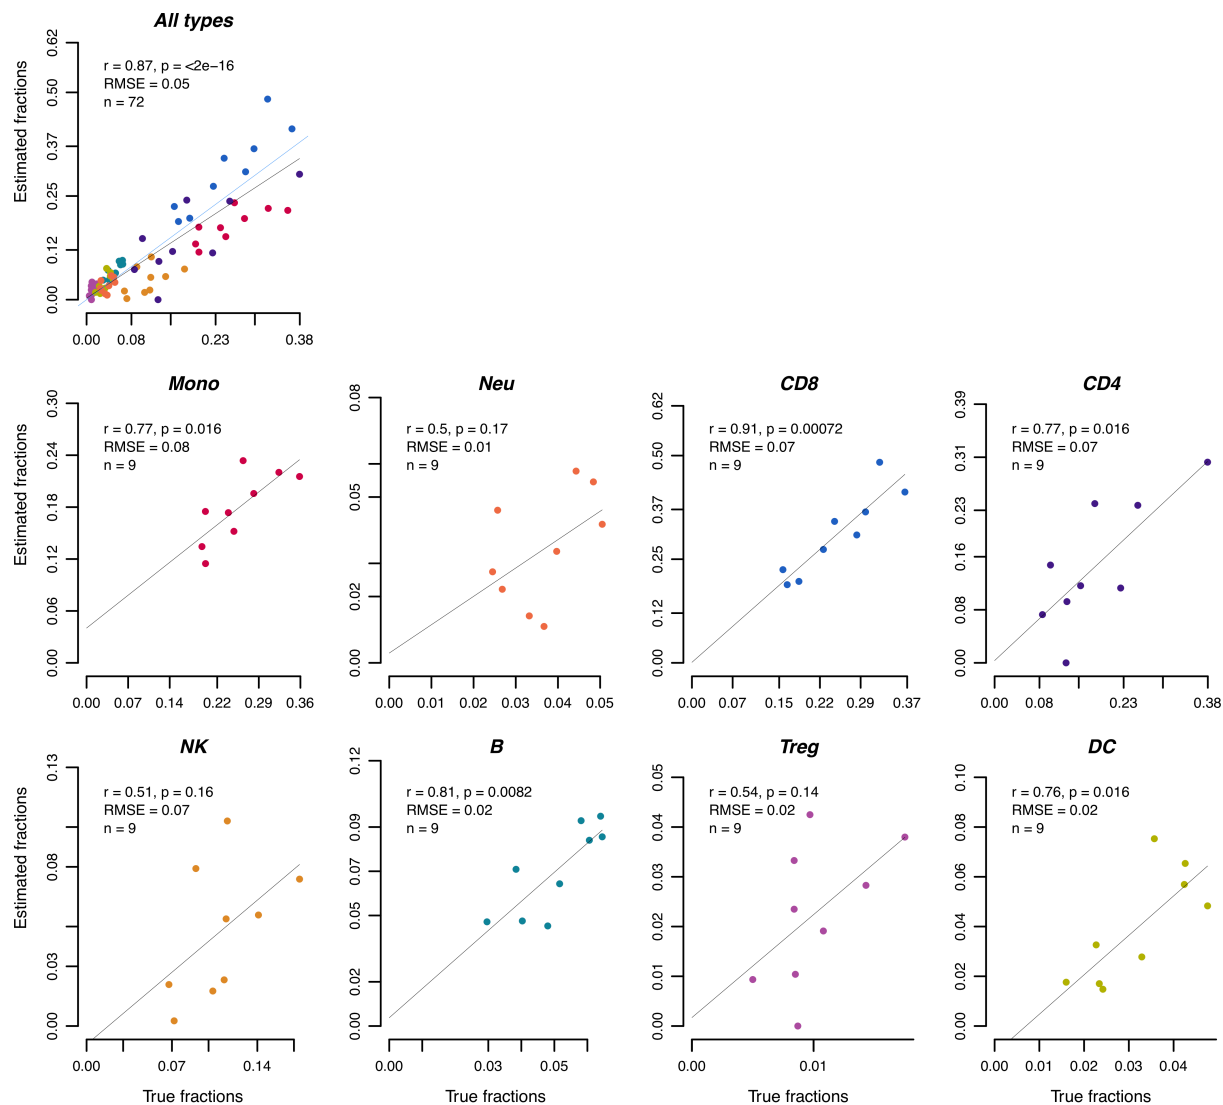 All types
Estimated fractions
0.62
0.50
0.37
0.25
0.12
0.00
r = 0.87, p = <2e−16
RMSE = 0.05
n = 72
0.00 0.08 0.23 0.38
Mono
Estimated fractions
0.30
0.24
0.18
0.12
0.06
0.00
r = 0.77, p = 0.016
RMSE = 0.08
n = 9
0.00 0.07 0.14 0.22 0.29 0.36
Neu
0.08
0.05
0.02
0.00
r = 0.5, p = 0.17
RMSE = 0.01
n = 9
0.00 0.01 0.02 0.03 0.04 0.05
CD8
0.62
0.50
0.37
0.25
0.12
0.00
r = 0.91, p = 0.00072
RMSE = 0.07
n = 9
0.00 0.07 0.15 0.22 0.29 0.37
CD4
0.39
0.31
0.23
0.16
0.08
0.00
r = 0.77, p = 0.016
RMSE = 0.07
n = 9
0.00 0.08 0.23 0.38
NK
Estimated fractions
0.13
0.08
0.03
0.00
r = 0.51, p = 0.16
RMSE = 0.07
n = 9
0.00 0.07 0.14
True fractions
B
0.12
0.09
0.07
0.05
0.02
0.00
r = 0.81, p = 0.0082
RMSE = 0.02
n = 9
0.00 0.03 0.05
True fractions
Treg
0.05
0.04
0.03
0.02
0.01
0.00
r = 0.54, p = 0.14
RMSE = 0.02
n = 9
0.00 0.01
True fractions
DC
0.10
0.08
0.06
0.04
0.02
0.00
r = 0.76, p = 0.016
RMSE = 0.02
n = 9
0.00 0.01 0.02 0.03 0.04
True fractions